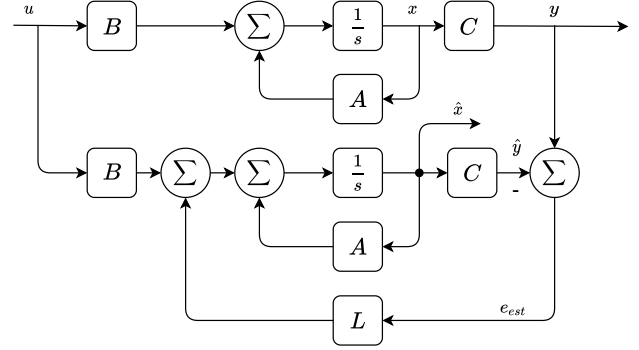 u x y
B ∑ 1/s C
A
x̂
B ∑ ∑ 1/s C ŷ - ∑
A
L e_est